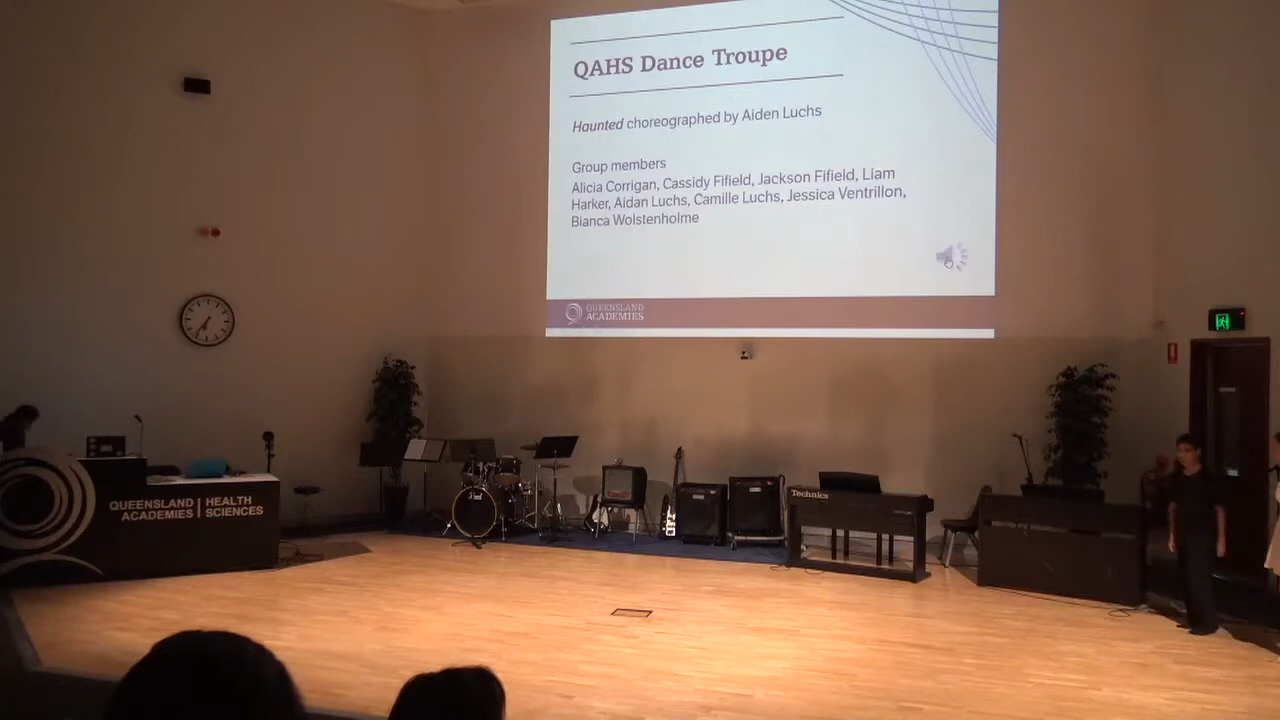 QAHS Dance Troupe
Haunted choreographed by Aiden Luchs
Group members
Alicia Corrigan, Cassidy Fifield, Jackson Fifield, Liam
Harker, Aidan Luchs, Camille Luchs, Jessica Ventrillon,
Bianca Wolstenholme
QUEENSLAND
ACADEMIES
QUEENSLAND
ACADEMIES
HEALTH
SCIENCES
Technics